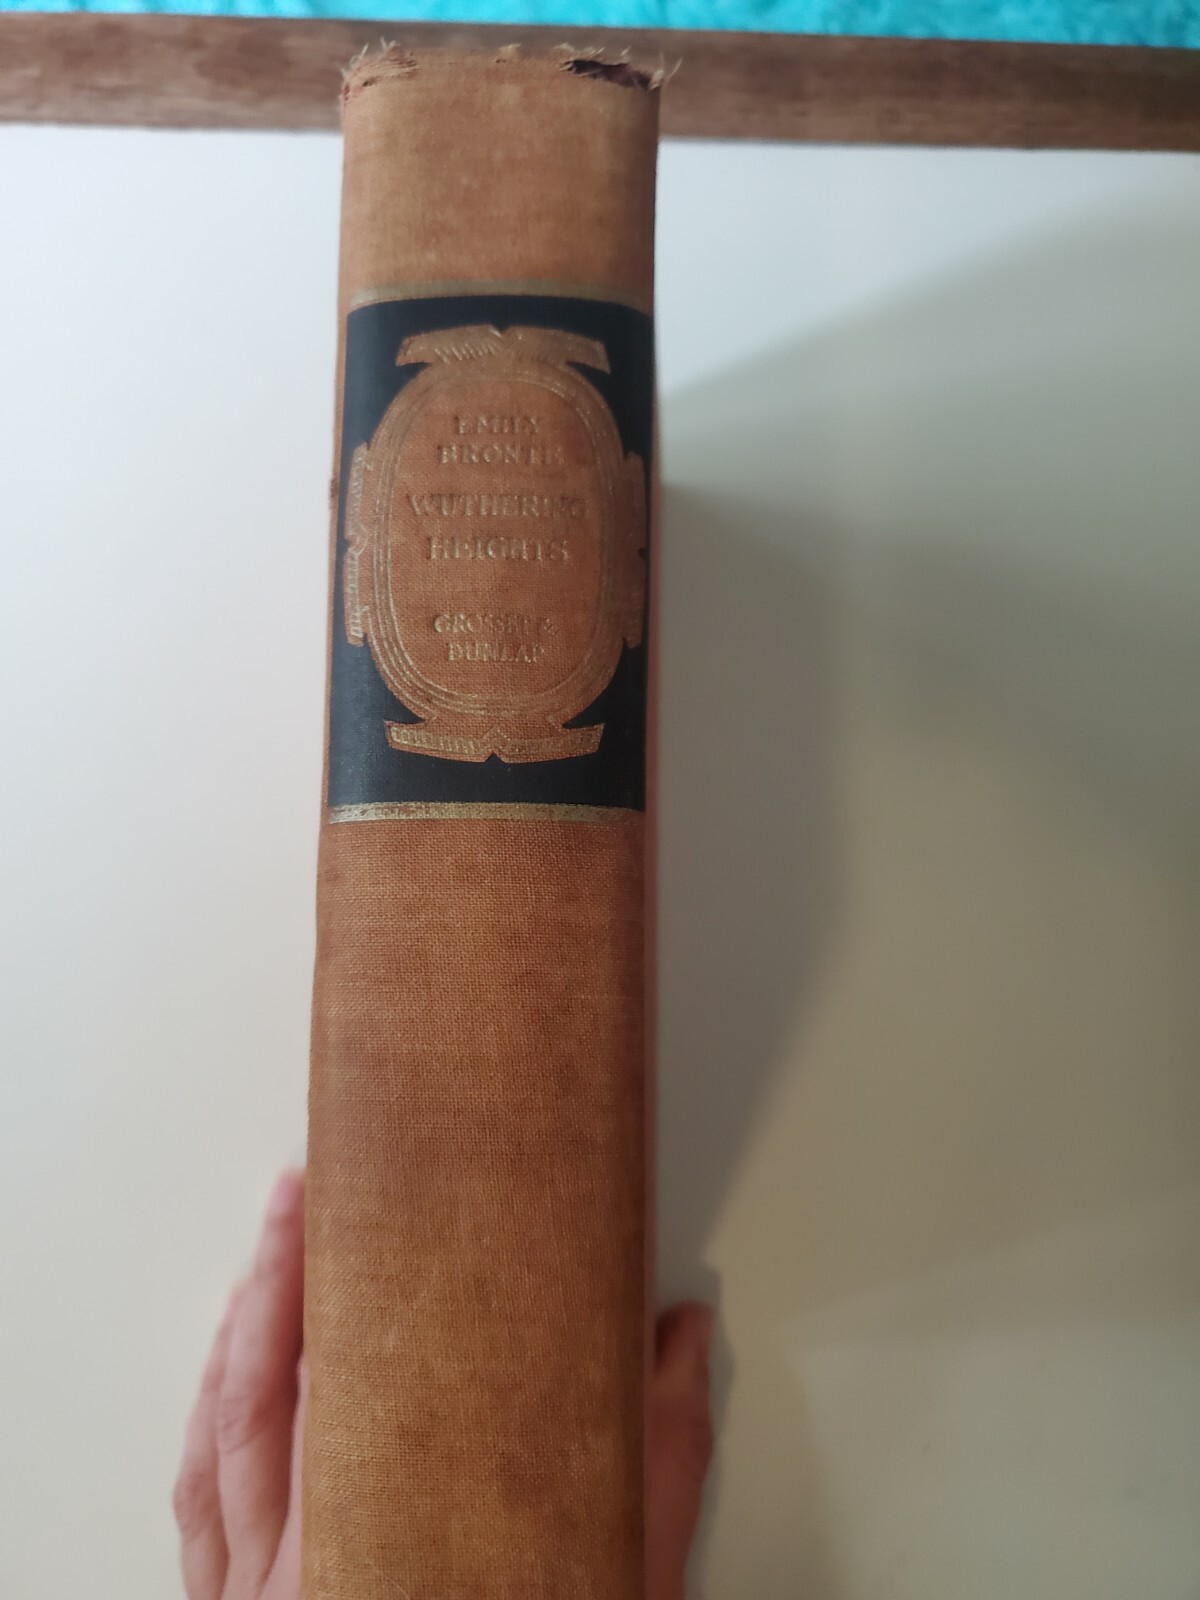 EMILY
BRONTE
WUTHERING
HEIGHTS
GROSSET &
DUNLAP